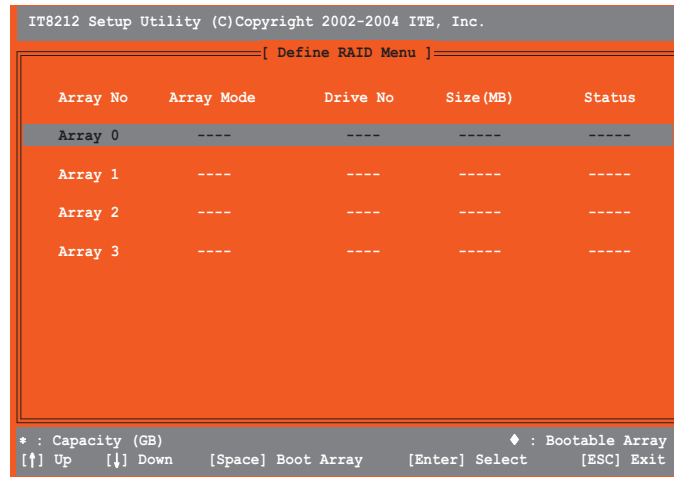 IT8212 Setup Utility (C)Copyright 2002-2004 ITE, Inc.
[ Define RAID Menu ]
Array No Array Mode Drive No Size(MB) Status
Array 0 ---- ---- ----- -----
Array 1 ---- ---- ----- -----
Array 2 ---- ---- ----- -----
Array 3 ---- ---- ----- -----
* : Capacity (GB) ♦ : Bootable Array
[↑] Up [↓] Down [Space] Boot Array [Enter] Select [ESC] Exit